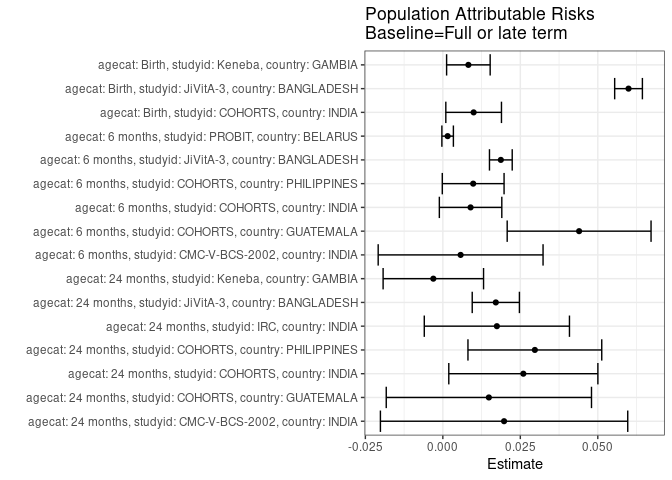 Population Attributable Risks
Baseline=Full or late term
agecat: Birth, studyid: Keneba, country: GAMBIA
agecat: Birth, studyid: JiVitA-3, country: BANGLADESH
agecat: Birth, studyid: COHORTS, country: INDIA
agecat: 6 months, studyid: PROBIT, country: BELARUS
agecat: 6 months, studyid: JiVitA-3, country: BANGLADESH
agecat: 6 months, studyid: COHORTS, country: PHILIPPINES
agecat: 6 months, studyid: COHORTS, country: INDIA
agecat: 6 months, studyid: COHORTS, country: GUATEMALA
agecat: 6 months, studyid: CMC-V-BCS-2002, country: INDIA
agecat: 24 months, studyid: Keneba, country: GAMBIA
agecat: 24 months, studyid: JiVitA-3, country: BANGLADESH
agecat: 24 months, studyid: IRC, country: INDIA
agecat: 24 months, studyid: COHORTS, country: PHILIPPINES
agecat: 24 months, studyid: COHORTS, country: INDIA
agecat: 24 months, studyid: COHORTS, country: GUATEMALA
agecat: 24 months, studyid: CMC-V-BCS-2002, country: INDIA
-0.025 0.000 0.025 0.050
Estimate